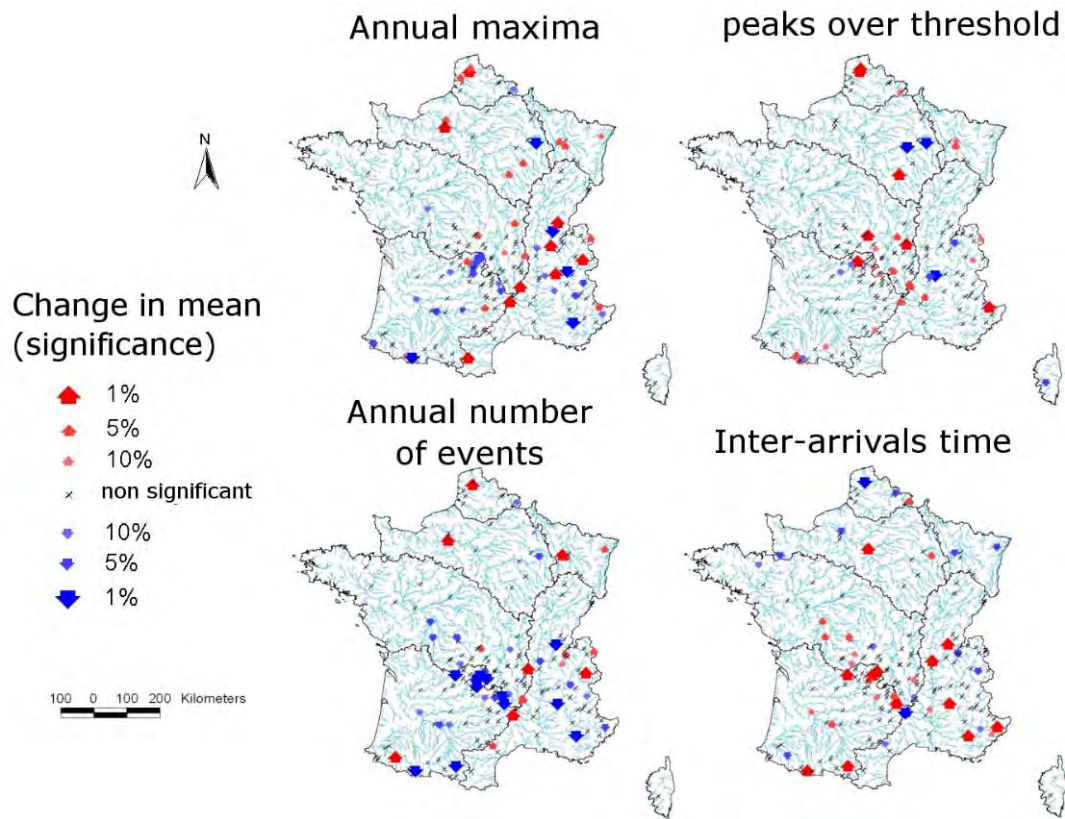 Annual maxima
peaks over threshold
N
Change in mean
(significance)
1%
5%
10%
non significant
10%
5%
1%
100 0 100 200 Kilometers
Annual number
of events
Inter-arrivals time